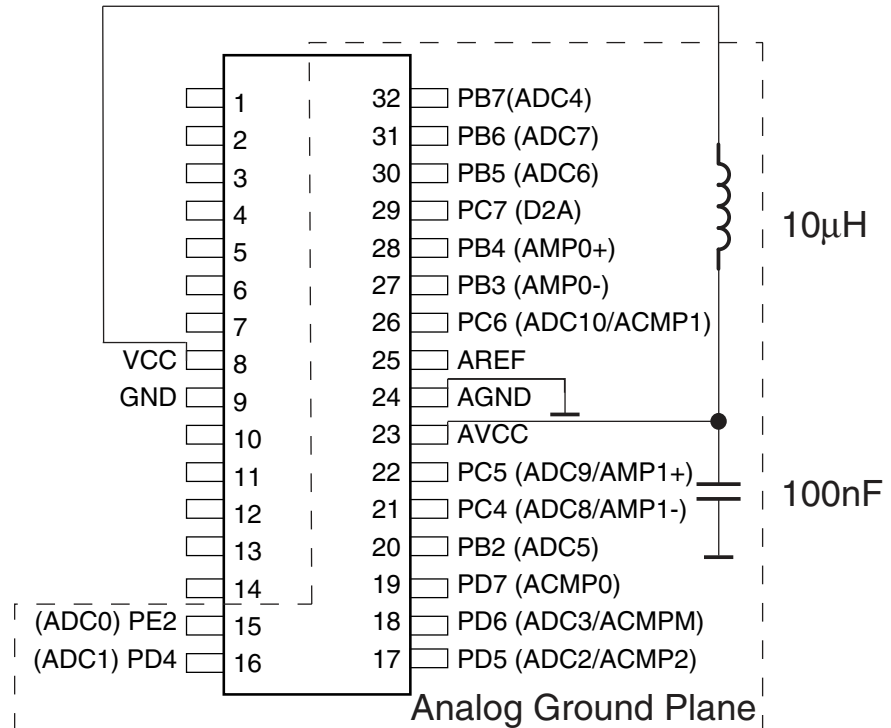 1 32 PB7(ADC4)
2 31 PB6 (ADC7)
3 30 PB5 (ADC6)
4 29 PC7 (D2A)
5 28 PB4 (AMP0+)
6 27 PB3 (AMP0-)
7 26 PC6 (ADC10/ACMP1)
VCC 8 25 AREF
GND 9 24 AGND
10 23 AVCC
11 22 PC5 (ADC9/AMP1+)
12 21 PC4 (ADC8/AMP1-)
13 20 PB2 (ADC5)
14 19 PD7 (ACMP0)
(ADC0) PE2 15 18 PD6 (ADC3/ACMPM)
(ADC1) PD4 16 17 PD5 (ADC2/ACMP2)
10μH
100nF
Analog Ground Plane